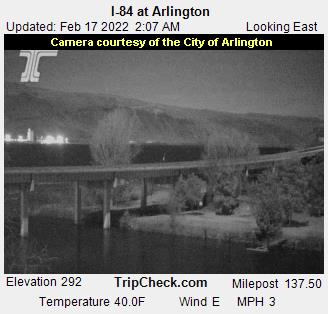 I-84 at Arlington
Updated: Feb 17 2022 2:07 AM Looking East
Camera courtesy of the City of Arlington
Elevation 292 TripCheck.com Milepost 137.50
Temperature 40.0F Wind E MPH 3